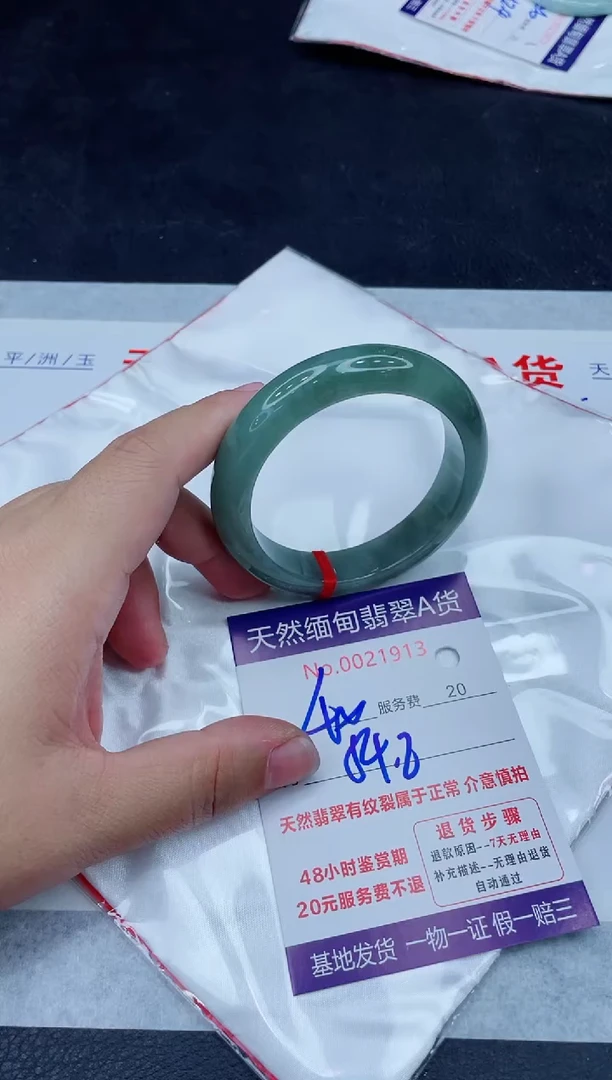 平/洲/玉
货
天
天然缅甸翡翠A货
No.0021913
服务费 20
54.8
天然翡翠有纹裂属于正常 介意慎拍
退货步骤
退款原因--7天无理由
补充描述--无理由退货
自动通过
48小时鉴赏期
20元服务费不退
基地发货 一物一证 假一赔三